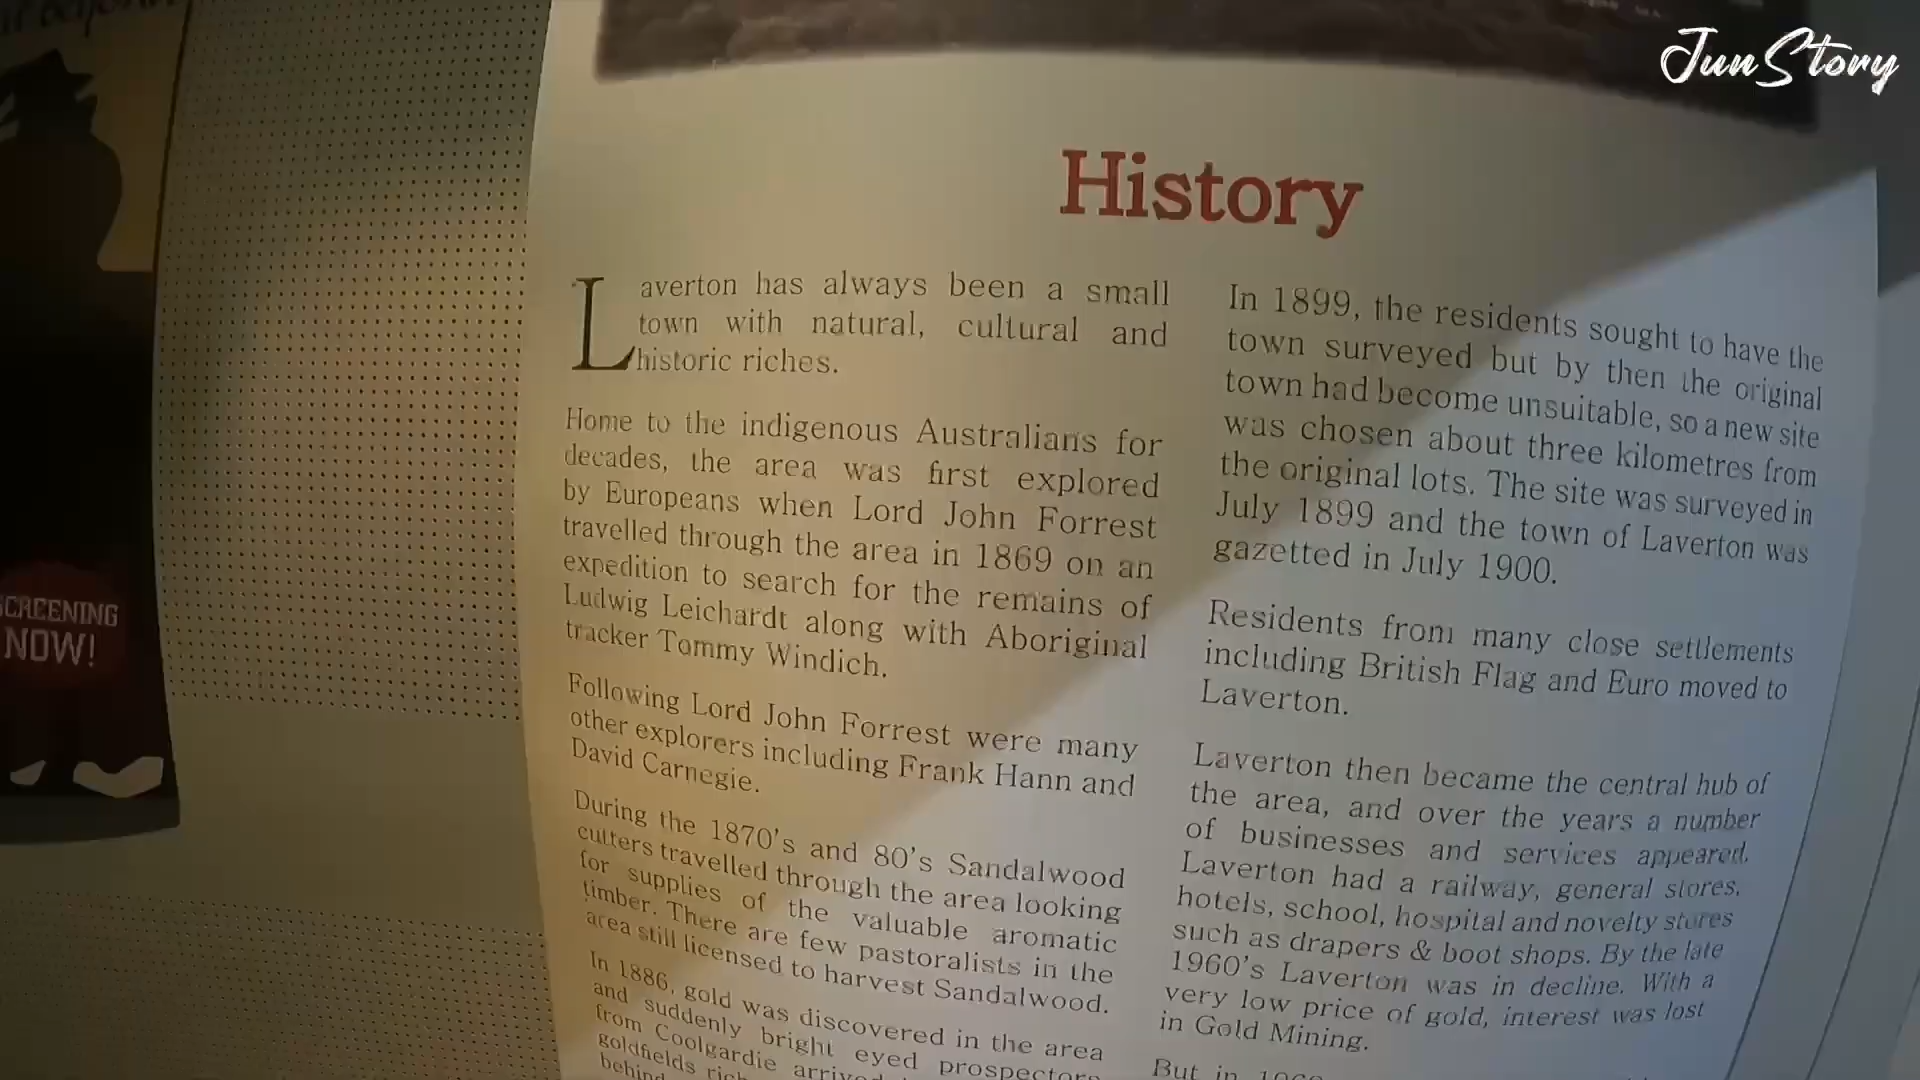 JunStory
SCREENING
NOW!
History
Laverton has always been a small
town with natural, cultural and
historic riches.
Home to the indigenous Australians for
decades, the area was first explored
by Europeans when Lord John Forrest
travelled through the area in 1869 on an
expedition to search for the remains of
Ludwig Leichardt along with Aboriginal
tracker Tommy Windich.
Following Lord John Forrest were many
other explorers including Frank Hann and
David Carnegie.
During the 1870's and 80's Sandalwood
cutters travelled through the area looking
for supplies of the valuable aromatic
timber. There are few pastoralists in the
area still licensed to harvest Sandalwood.
In 1886, gold was discovered in the area
and suddenly bright eyed prospectors
from Coolgardie
goldfields
behind
In 1899, the residents sought to have the
town surveyed but by then the original
town had become unsuitable, so a new site
was chosen about three kilometres from
the original lots. The site was surveyed in
July 1899 and the town of Laverton was
gazetted in July 1900.
Residents from many close settlements
including British Flag and Euro moved to
Laverton.
Laverton then became the central hub of
the area, and over the years a number
of businesses and services appeared.
Laverton had a railway, general stores,
hotels, school, hospital and novelty stores
such as drapers & boot shops. By the late
1960's Laverton was in decline. With a
very low price of gold, interest was lost
in Gold Mining.
But in